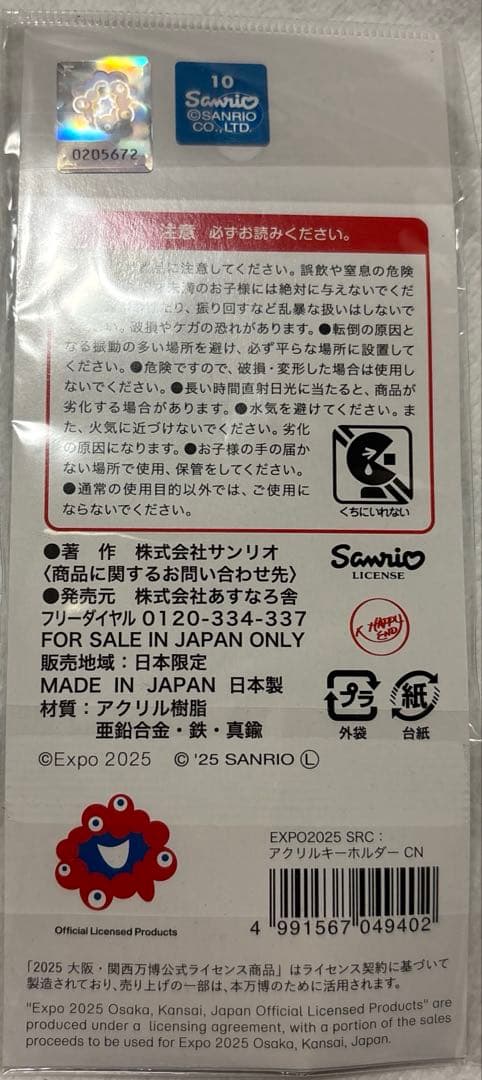 0205672
10
Sanrio
©SANRIO
CO.,LTD.
注意 必ずお読みください。
に注意してください。誤飲や窒息の危険
未満のお子様には絶対に与えないでくだ
たり、振り回すなど乱暴な扱いはしないで
い。破損やケガの恐れがあります。●転倒の原因と
なる振動の多い場所を避け、必ず平らな場所に設置して
ください。●危険ですので、破損・変形した場合は使用し
ないでください。●長い時間直射日光に当たると、商品が
劣化する場合があります。●水気を避けてください。ま
た、火気に近づけないでください。劣化
の原因になります。●お子様の手の届か
ない場所で使用、保管をしてください。
●通常の使用目的以外では、ご使用に
ならないでください。
くちにいれない
●著 作 株式会社サンリオ
〈商品に関するお問い合わせ先〉
●発売元 株式会社あすなろ舎
フリーダイヤル 0120-334-337
FOR SALE IN JAPAN ONLY
販売地域：日本限定
MADE IN JAPAN 日本製
材質：アクリル樹脂
亜鉛合金・鉄・真鍮
Sanrio
LICENSE
K HAPPY
END
プラ
外袋
紙
台紙
©Expo 2025 © '25 SANRIO Ⓛ
Official Licensed Products
EXPO2025 SRC：
アクリルキーホルダー CN
4 991567 049402
「2025 大阪・関西万博公式ライセンス商品」はライセンス契約に基づいて
製造されており、売り上げの一部は、本万博のために活用されます。
"Expo 2025 Osaka, Kansai, Japan Official Licensed Products" are
produced under a licensing agreement, with a portion of the sales
proceeds to be used for Expo 2025 Osaka, Kansai, Japan.